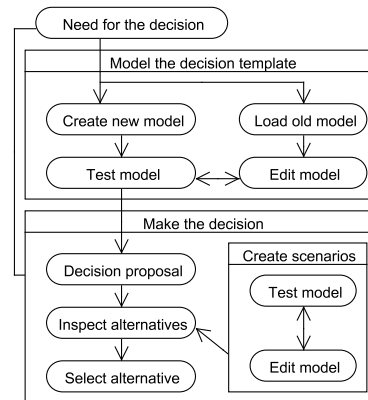 Need for the decision
Model the decision template
Create new model
Load old model
Test model
Edit model
Make the decision
Decision proposal
Inspect alternatives
Select alternative
Create scenarios
Test model
Edit model